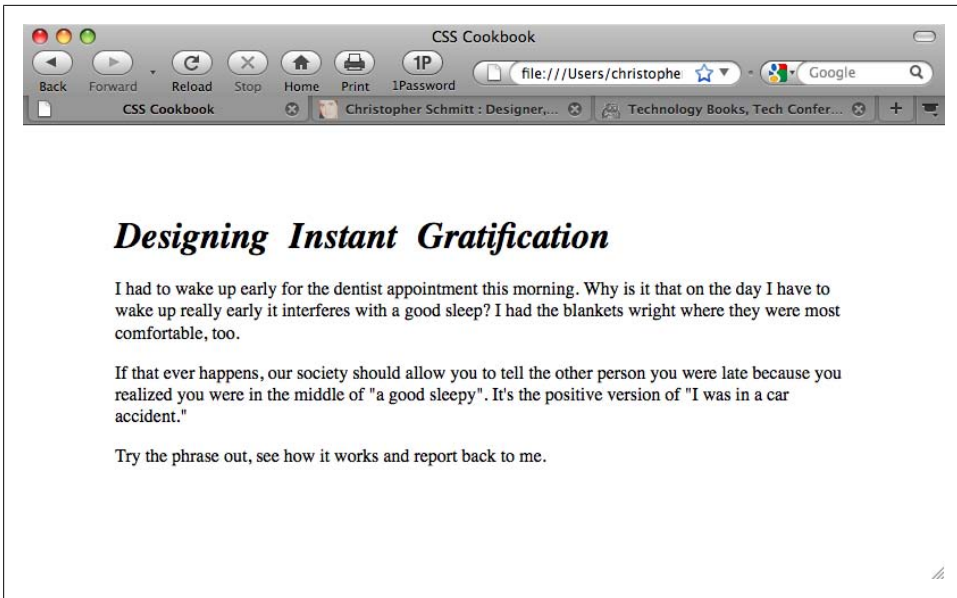 CSS Cookbook
1P
file:///Users/christophe
Google
Back Forward Reload Stop Home Print 1Password
CSS Cookbook Christopher Schmitt : Designer,... Technology Books, Tech Confer...
Designing Instant Gratification
I had to wake up early for the dentist appointment this morning. Why is it that on the day I have to
wake up really early it interferes with a good sleep? I had the blankets wright where they were most
comfortable, too.
If that ever happens, our society should allow you to tell the other person you were late because you
realized you were in the middle of "a good sleepy". It's the positive version of "I was in a car
accident."
Try the phrase out, see how it works and report back to me.